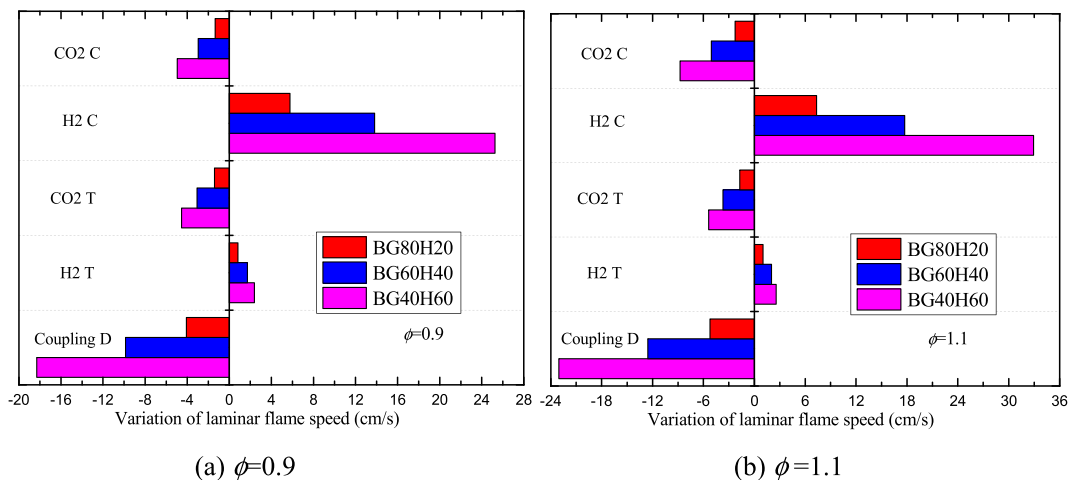 CO2 C
H2 C
CO2 T
H2 T
Coupling D
BG80H20
BG60H40
BG40H60
ϕ=0.9
-20 -16 -12 -8 -4 0 4 8 12 16 20 24 28
Variation of laminar flame speed (cm/s)
(a) ϕ=0.9
CO2 C
H2 C
CO2 T
H2 T
Coupling D
BG80H20
BG60H40
BG40H60
ϕ=1.1
-24 -18 -12 -6 0 6 12 18 24 30 36
Variation of laminar flame speed (cm/s)
(b) ϕ=1.1